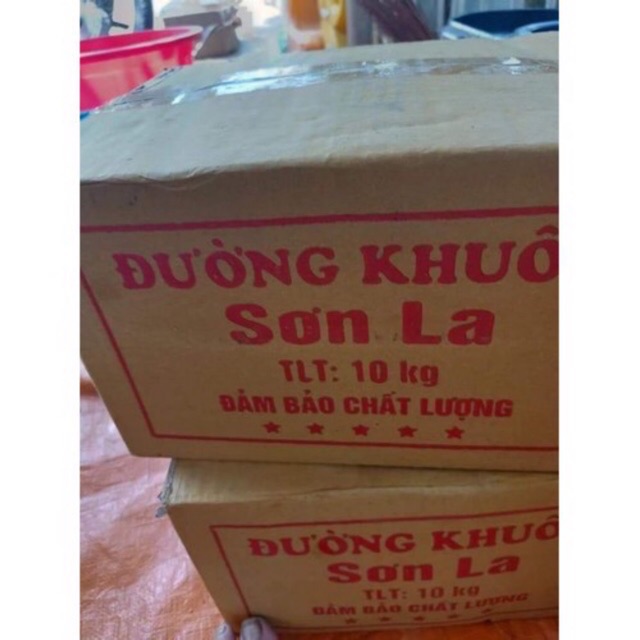 ĐƯỜNG KHUÔ
Sơn La
TLT: 10 kg
ĐẢM BẢO CHẤT LƯỢNG
ĐƯỜNG KHUÔ
Sơn La
TLT: 10 kg
ĐẢM BẢO CHẤT LƯỢNG